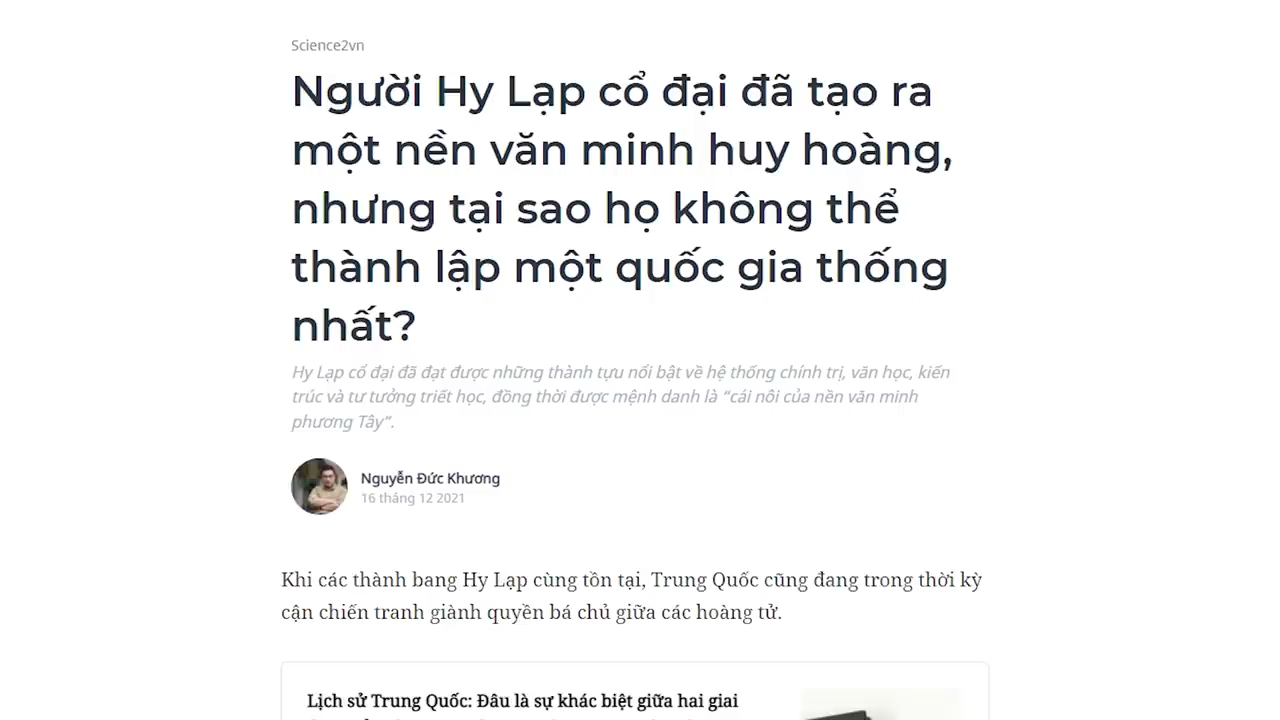 Science2vn
Người Hy Lạp cổ đại đã tạo ra
một nền văn minh huy hoàng,
nhưng tại sao họ không thể
thành lập một quốc gia thống
nhất?
Hy Lạp cổ đại đã đạt được những thành tựu nổi bật về hệ thống chính trị, văn học, kiến
trúc và tư tưởng triết học, đồng thời được mệnh danh là “cái nôi của nền văn minh
phương Tây”.
Nguyễn Đức Khương
16 tháng 12 2021
Khi các thành bang Hy Lạp cùng tồn tại, Trung Quốc cũng đang trong thời kỳ
cận chiến tranh giành quyền bá chủ giữa các hoàng tử.
Lịch sử Trung Quốc: Đâu là sự khác biệt giữa hai giai